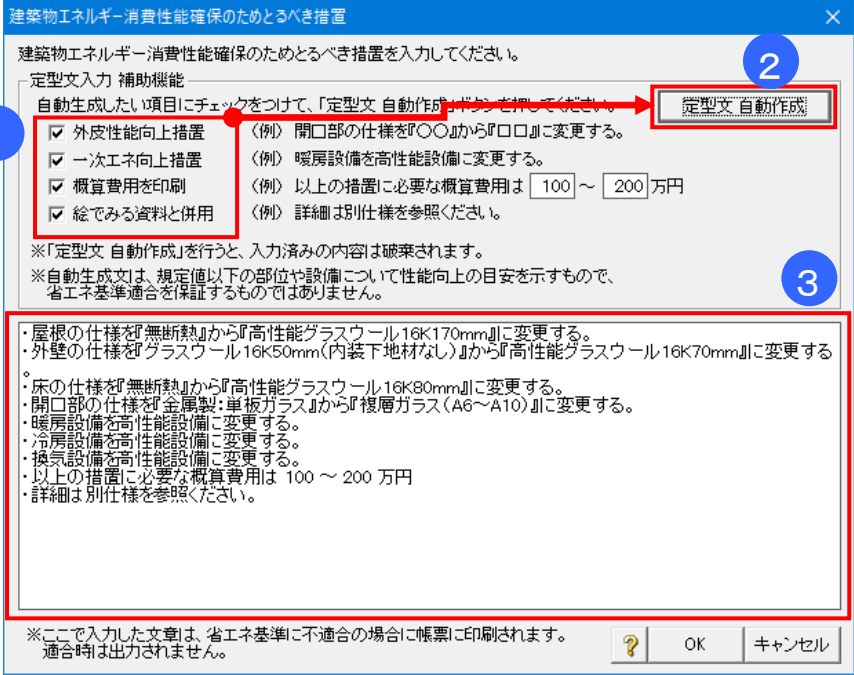 建築物エネルギー消費性能確保のためとるべき措置
建築物エネルギー消費性能確保のためとるべき措置を入力してください。
2
定型文入力 補助機能
自動生成したい項目にチェックをつけて、「定型文 自動作成」ボタンを押してください。
定型文 自動作成
外皮性能向上措置 （例） 開口部の仕様を『〇〇』から『ロロ』に変更する。
一次エネ向上措置 （例） 暖房設備を高性能設備に変更する。
概算費用を印刷 （例） 以上の措置に必要な概算費用は 100 ～ 200 万円
絵でみる資料と併用 （例） 詳細は別仕様を参照ください。
※「定型文 自動作成」を行うと、入力済みの内容は破棄されます。
※自動生成文は、規定値以下の部位や設備について性能向上の目安を示すもので、
省エネ基準適合を保証するものではありません。
3
・屋根の仕様を『無断熱』から『高性能グラスウール16K170mm』に変更する。
・外壁の仕様を『グラスウール16K50mm（内装下地材なし）』から『高性能グラスウール16K70mm』に変更する
。
・床の仕様を『無断熱』から『高性能グラスウール16K80mm』に変更する。
・開口部の仕様を『金属製：単板ガラス』から『複層ガラス（A6～A10）』に変更する。
・暖房設備を高性能設備に変更する。
・冷房設備を高性能設備に変更する。
・換気設備を高性能設備に変更する。
・以上の措置に必要な概算費用は 100 ～ 200 万円
・詳細は別仕様を参照ください。
※ここで入力した文章は、省エネ基準に不適合の場合に帳票に印刷されます。
適合時は出力されません。
? OK キャンセル